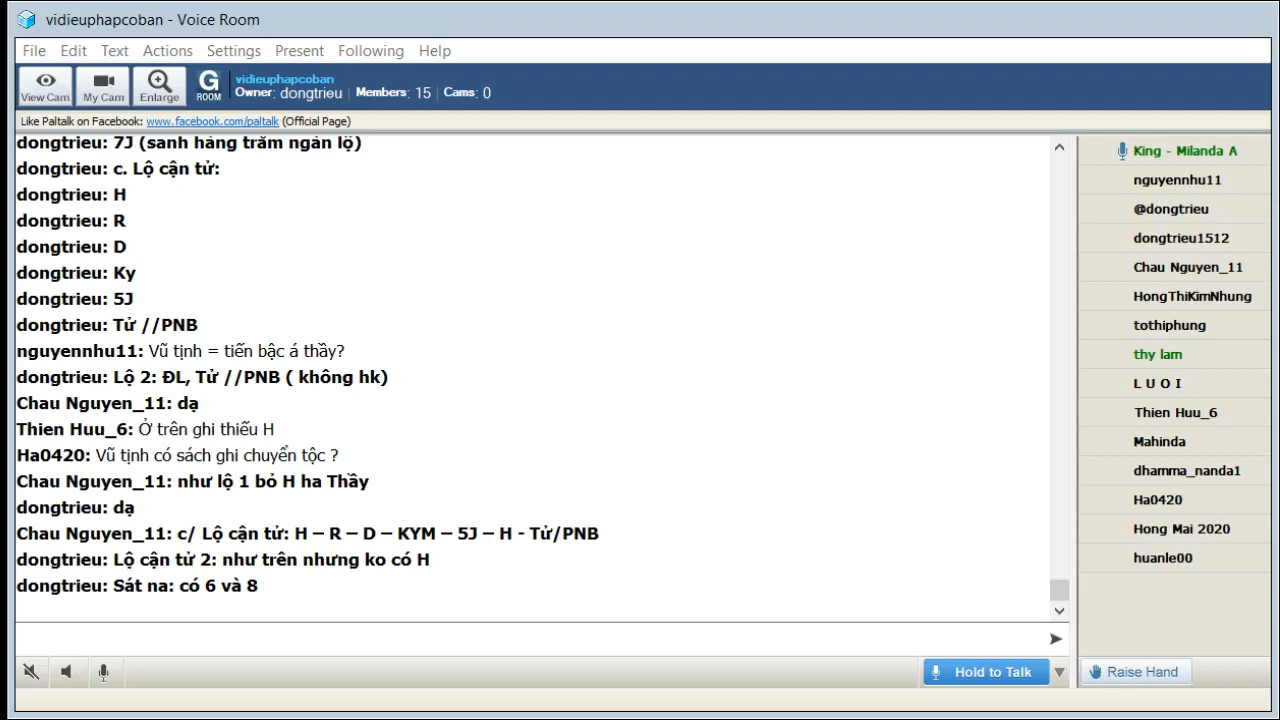 vidieuphapcoban - Voice Room
File Edit Text Actions Settings Present Following Help
View Cam My Cam Enlarge G ROOM
vidieuphapcoban
Owner: dongtrieu | Members: 15 | Cams: 0
Like Paltalk on Facebook: www.facebook.com/paltalk (Official Page)
dongtrieu: 7J (sanh hàng trăm ngàn lộ)
dongtrieu: c. Lộ cận tử:
dongtrieu: H
dongtrieu: R
dongtrieu: D
dongtrieu: Ky
dongtrieu: 5J
dongtrieu: Tử //PNB
nguyennhu11: Vũ tịnh = tiến bậc á thầy?
dongtrieu: Lộ 2: ĐL, Tử //PNB ( không hk)
Chau Nguyen_11: dạ
Thien Huu_6: Ở trên ghi thiếu H
Ha0420: Vũ tịnh có sách ghi chuyển tộc ?
Chau Nguyen_11: như lộ 1 bỏ H ha Thầy
dongtrieu: dạ
Chau Nguyen_11: c/ Lộ cận tử: H – R – D – KYM – 5J – H - Tử/PNB
dongtrieu: Lộ cận tử 2: như trên nhưng ko có H
dongtrieu: Sát na: có 6 và 8
Hold to Talk
King - Milanda A
nguyennhu11
@dongtrieu
dongtrieu1512
Chau Nguyen_11
HongThiKimNhung
tothiphung
thy lam
L U O I
Thien Huu_6
Mahinda
dhamma_nanda1
Ha0420
Hong Mai 2020
huanle00
Raise Hand